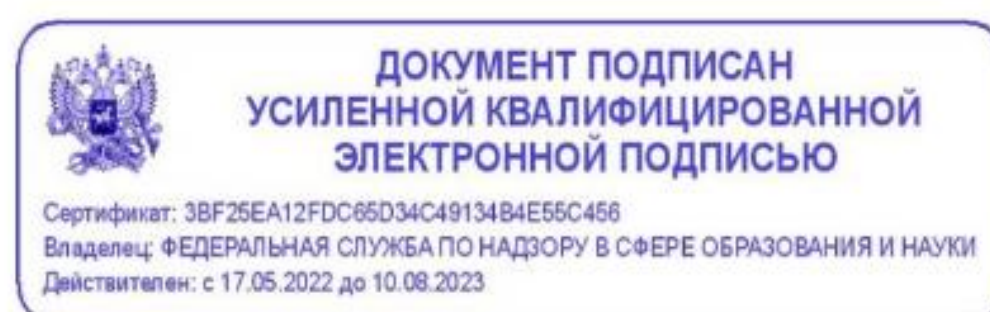 ДОКУМЕНТ ПОДПИСАН
УСИЛЕННОЙ КВАЛИФИЦИРОВАННОЙ
ЭЛЕКТРОННОЙ ПОДПИСЬЮ
Сертификат: 3BF25EA12FDC65D34C49134B4E55C456
Владелец: ФЕДЕРАЛЬНАЯ СЛУЖБА ПО НАДЗОРУ В СФЕРЕ ОБРАЗОВАНИЯ И НАУКИ
Действителен: с 17.05.2022 до 10.08.2023